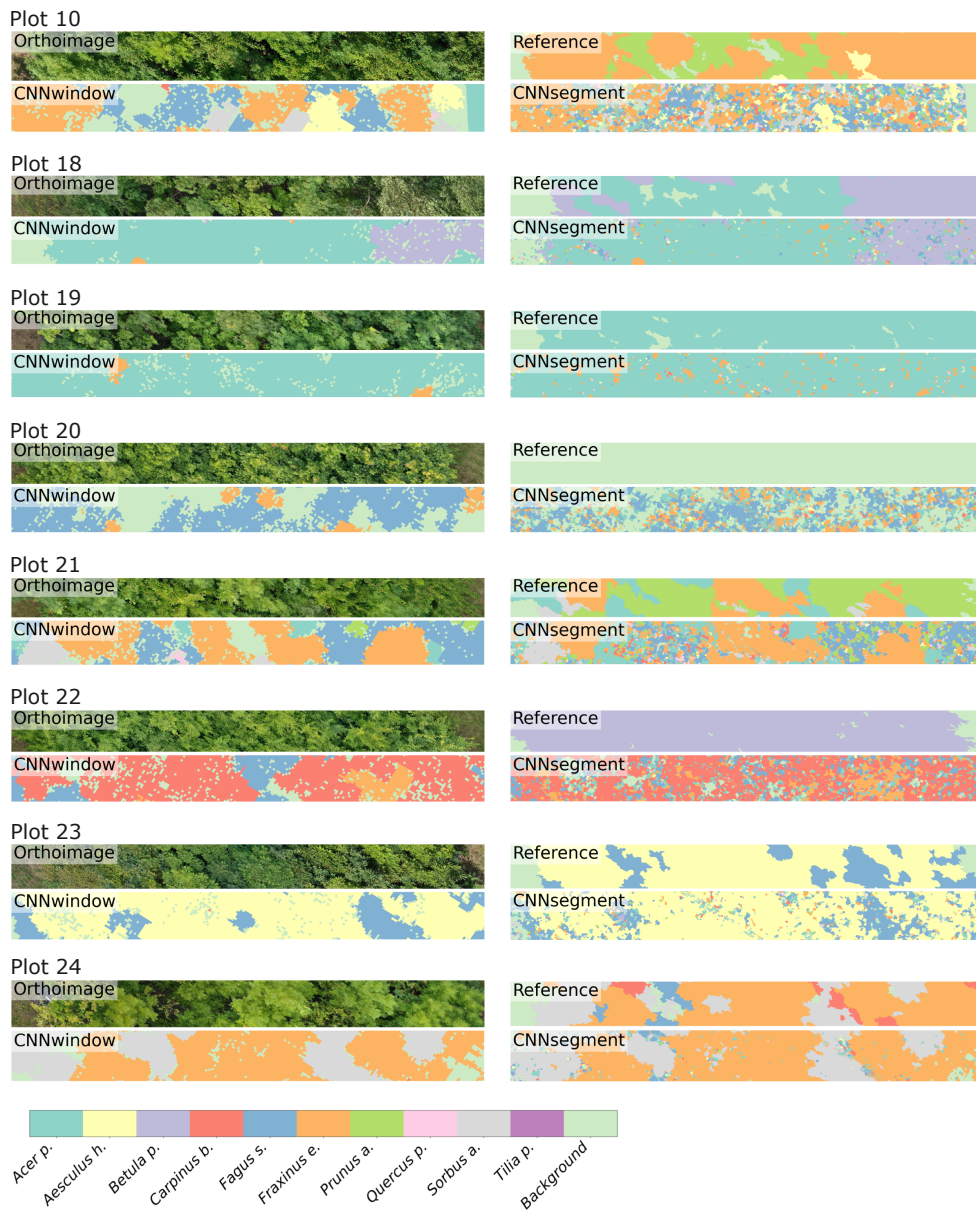 Plot 10
Orthoimage
Reference
CNNwindow
CNNsegment
Plot 18
Orthoimage
Reference
CNNwindow
CNNsegment
Plot 19
Orthoimage
Reference
CNNwindow
CNNsegment
Plot 20
Orthoimage
Reference
CNNwindow
CNNsegment
Plot 21
Orthoimage
Reference
CNNwindow
CNNsegment
Plot 22
Orthoimage
Reference
CNNwindow
CNNsegment
Plot 23
Orthoimage
Reference
CNNwindow
CNNsegment
Plot 24
Orthoimage
Reference
CNNwindow
CNNsegment
Acer p.
Aesculus h.
Betula p.
Carpinus b.
Fagus s.
Fraxinus e.
Prunus a.
Quercus p.
Sorbus a.
Tilia p.
Background